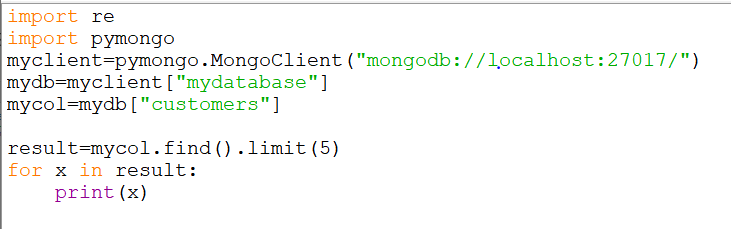 import re
import pymongo
myclient=pymongo.MongoClient("mongodb://localhost:27017/")
mydb=myclient["mydatabase"]
mycol=mydb["customers"]
result=mycol.find().limit(5)
for x in result:
    print(x)